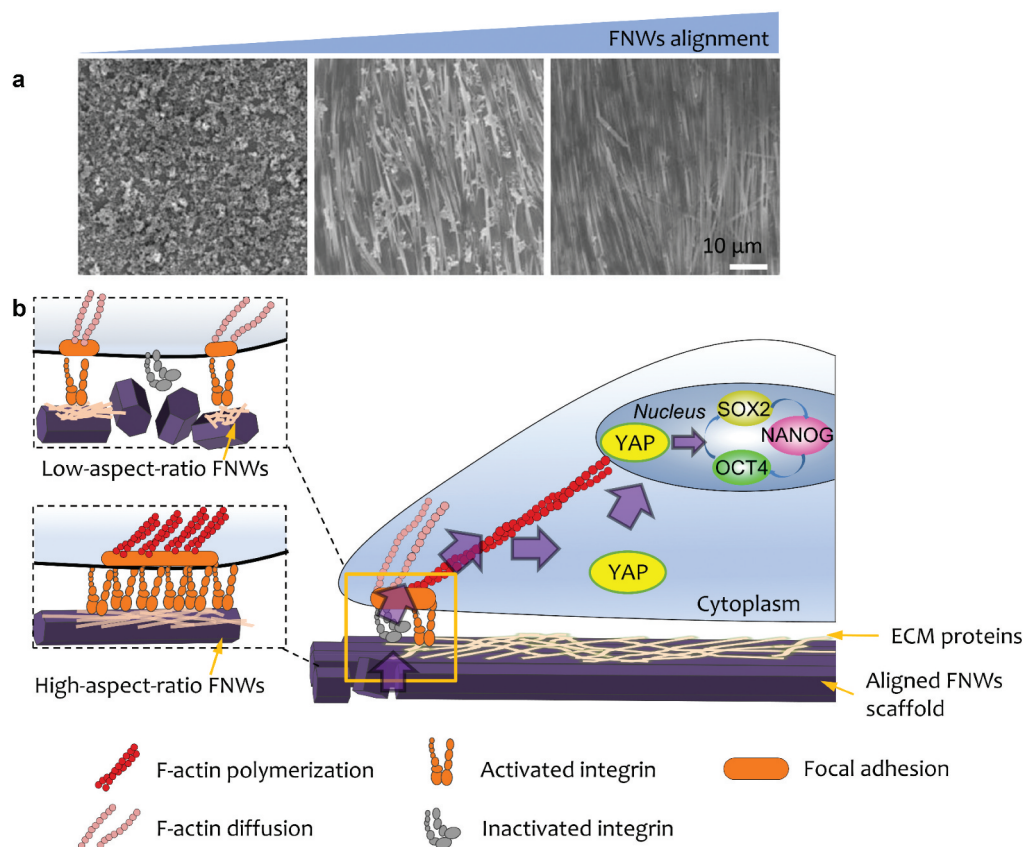 FNWs alignment
a
10 μm
b
Low-aspect-ratio FNWs
High-aspect-ratio FNWs
Nucleus
SOX2
YAP
NANOG
OCT4
YAP
Cytoplasm
ECM proteins
Aligned FNWs
scaffold
F-actin polymerization
Activated integrin
Focal adhesion
F-actin diffusion
Inactivated integrin